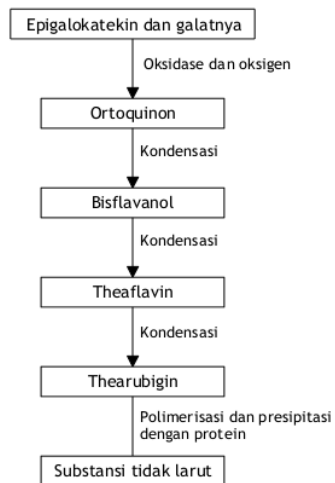 Epigalokatekin dan galatnya
Oksidase dan oksigen
Ortoquinon
Kondensasi
Bisflavanol
Kondensasi
Theaflavin
Kondensasi
Thearubigin
Polimerisasi dan presipitasi
dengan protein
Substansi tidak larut